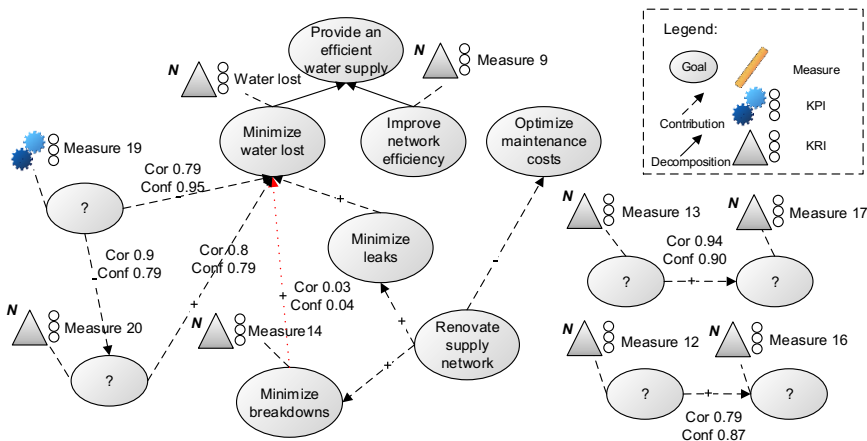 Provide an
efficient
water supply
N
Water lost
N
Measure 9
Minimize
water lost
Improve
network
efficiency
Optimize
maintenance
costs
Measure 19
Cor 0.79
Conf 0.95
-
?
+
Cor 0.9
Conf 0.79
-
Cor 0.8
Conf 0.79
+
Minimize
leaks
Cor 0.03
Conf 0.04
+
-
N
Measure 20
?
N
Measure14
+
+
Renovate
supply
network
Minimize
breakdowns
Legend:
Goal
Measure
Contribution
KPI
Decomposition
KRI
N
Measure 13
N
Measure 17
Cor 0.94
Conf 0.90
?
+
?
N
Measure 12
N
Measure 16
?
+
?
Cor 0.79
Conf 0.87